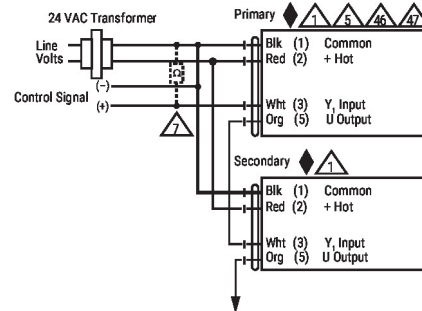 24 VAC Transformer
Primary 1 5 46 47
Line
Volts
Blk (1) Common
Red (2) + Hot
Ω
(–)
Control Signal
(+)
Wht (3) Y₁ Input
Org (5) U Output
7
Secondary 1
Blk (1) Common
Red (2) + Hot
Wht (3) Y₁ Input
Org (5) U Output